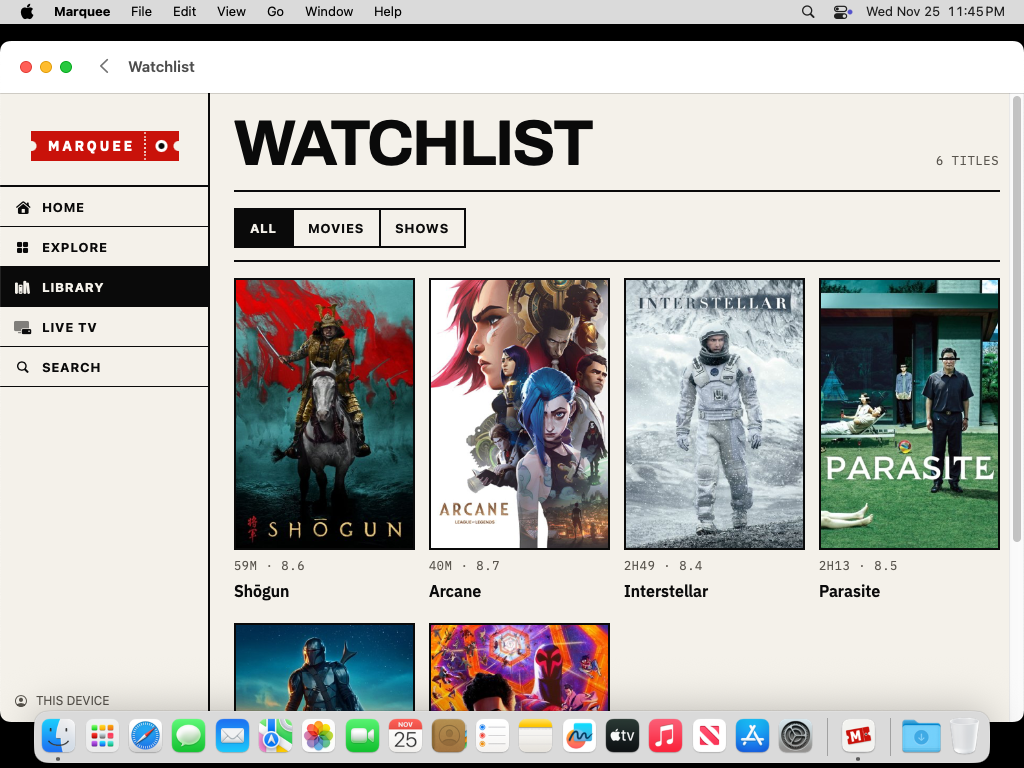 Marquee File Edit View Go Window Help Wed Nov 25 11:45 PM
Watchlist
MARQUEE
HOME
EXPLORE
LIBRARY
LIVE TV
SEARCH
THIS DEVICE
WATCHLIST
6 TITLES
ALL MOVIES SHOWS
将軍 SHŌGUN
59M · 8.6
Shōgun
ARCANE
LEAGUE OF LEGENDS
40M · 8.7
Arcane
INTERSTELLAR
2H49 · 8.4
Interstellar
PARASITE
2H13 · 8.5
Parasite
NOV
25
tv
M